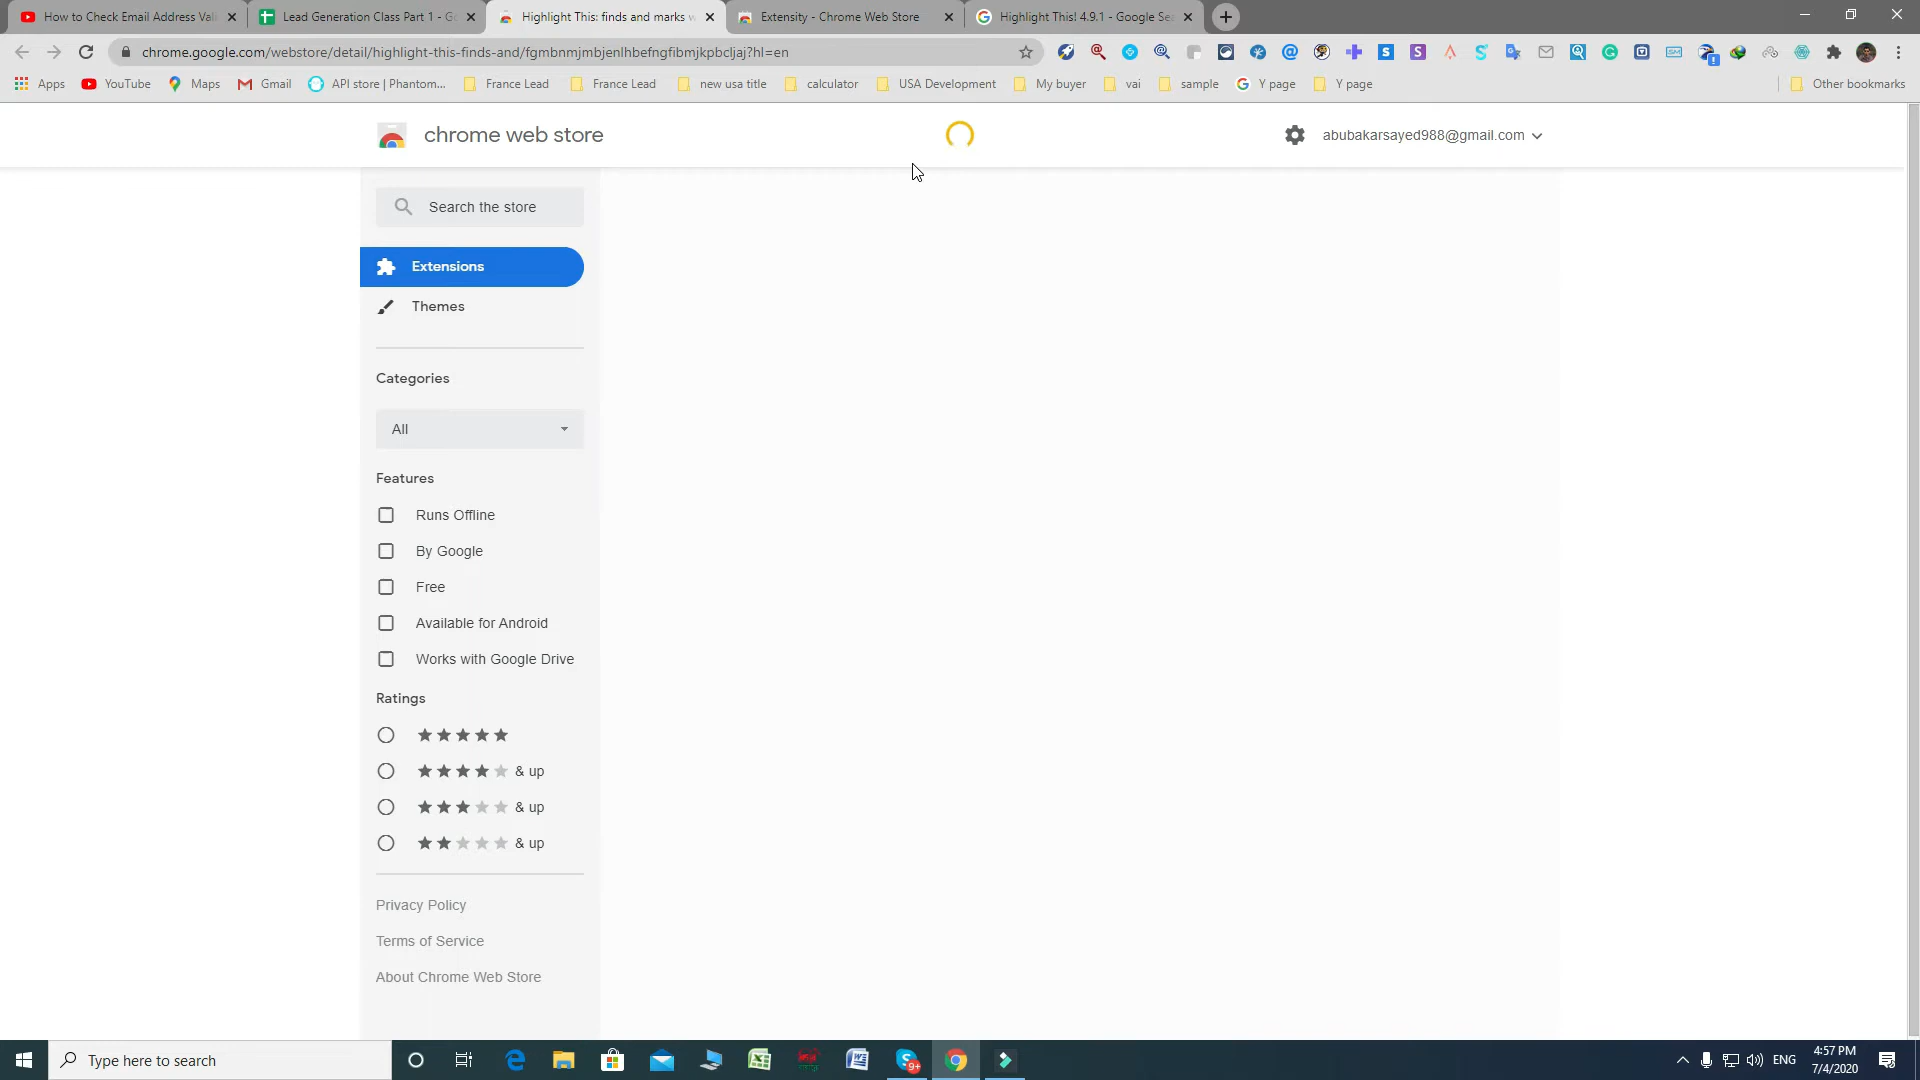 How to Check Email Address Val
Lead Generation Class Part 1 - Go
Highlight This: finds and marks w
Extensity - Chrome Web Store
Highlight This! 4.9.1 - Google Se
chrome.google.com/webstore/detail/highlight-this-finds-and/fgmbnmjmbjenlhbefngfibmjkpbcljaj?hl=en
Apps
YouTube
Maps
Gmail
API store | Phantom...
France Lead
France Lead
new usa title
calculator
USA Development
My buyer
vai
sample
Y page
Y page
Other bookmarks
chrome web store
abubakarsayed988@gmail.com
Search the store
Extensions
Themes
Categories
All
Features
Runs Offline
By Google
Free
Available for Android
Works with Google Drive
Ratings
& up
& up
& up
Privacy Policy
Terms of Service
About Chrome Web Store
Type here to search
9+
ENG
4:57 PM
7/4/2020